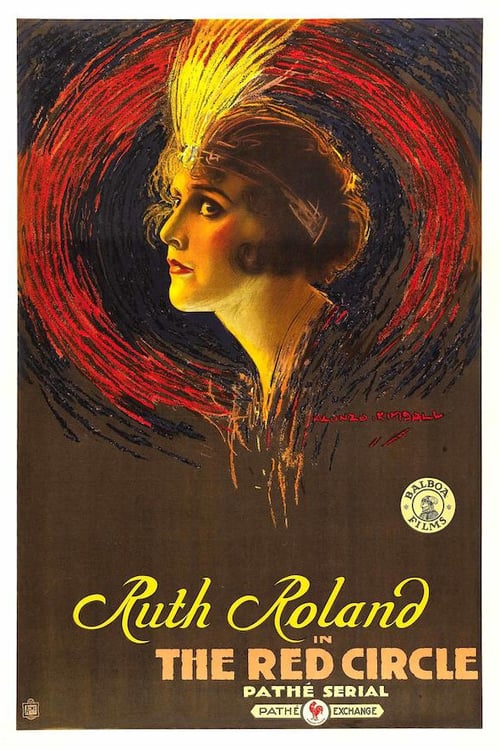 ALONZO KIMBALL
BALBOA
FILMS
Ruth Roland
IN
THE RED CIRCLE
PATHÉ SERIAL
PATHÉ EXCHANGE